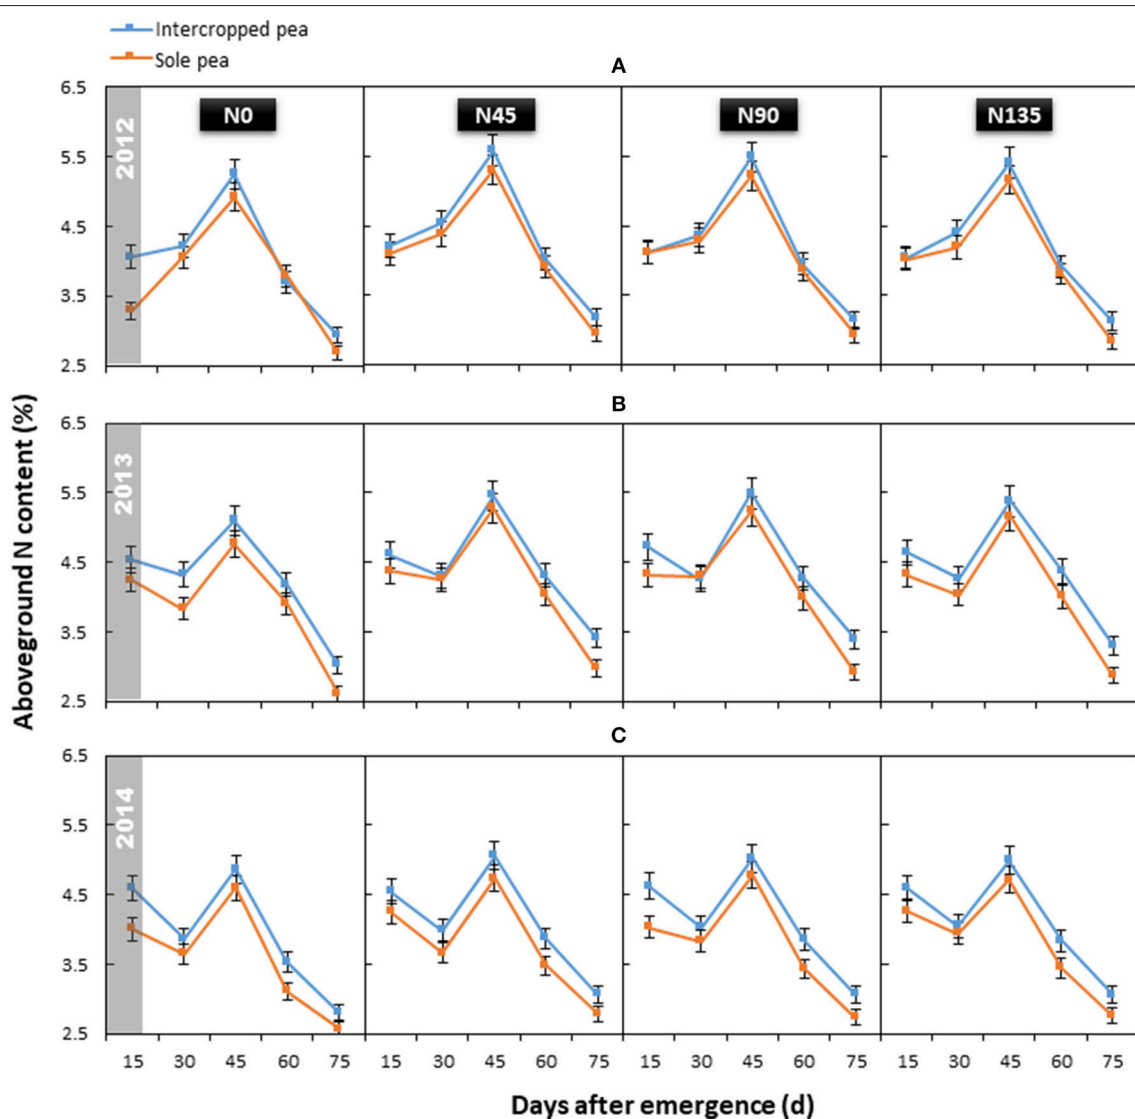 Intercropped pea
Sole pea
A
6.5
5.5
4.5
3.5
2.5
2012
N0
N45
N90
N135
B
6.5
5.5
4.5
3.5
2.5
2013
Aboveground N content (%)
C
6.5
5.5
4.5
3.5
2.5
2014
15 30 45 60 75 15 30 45 60 75 15 30 45 60 75 15 30 45 60 75
Days after emergence (d)